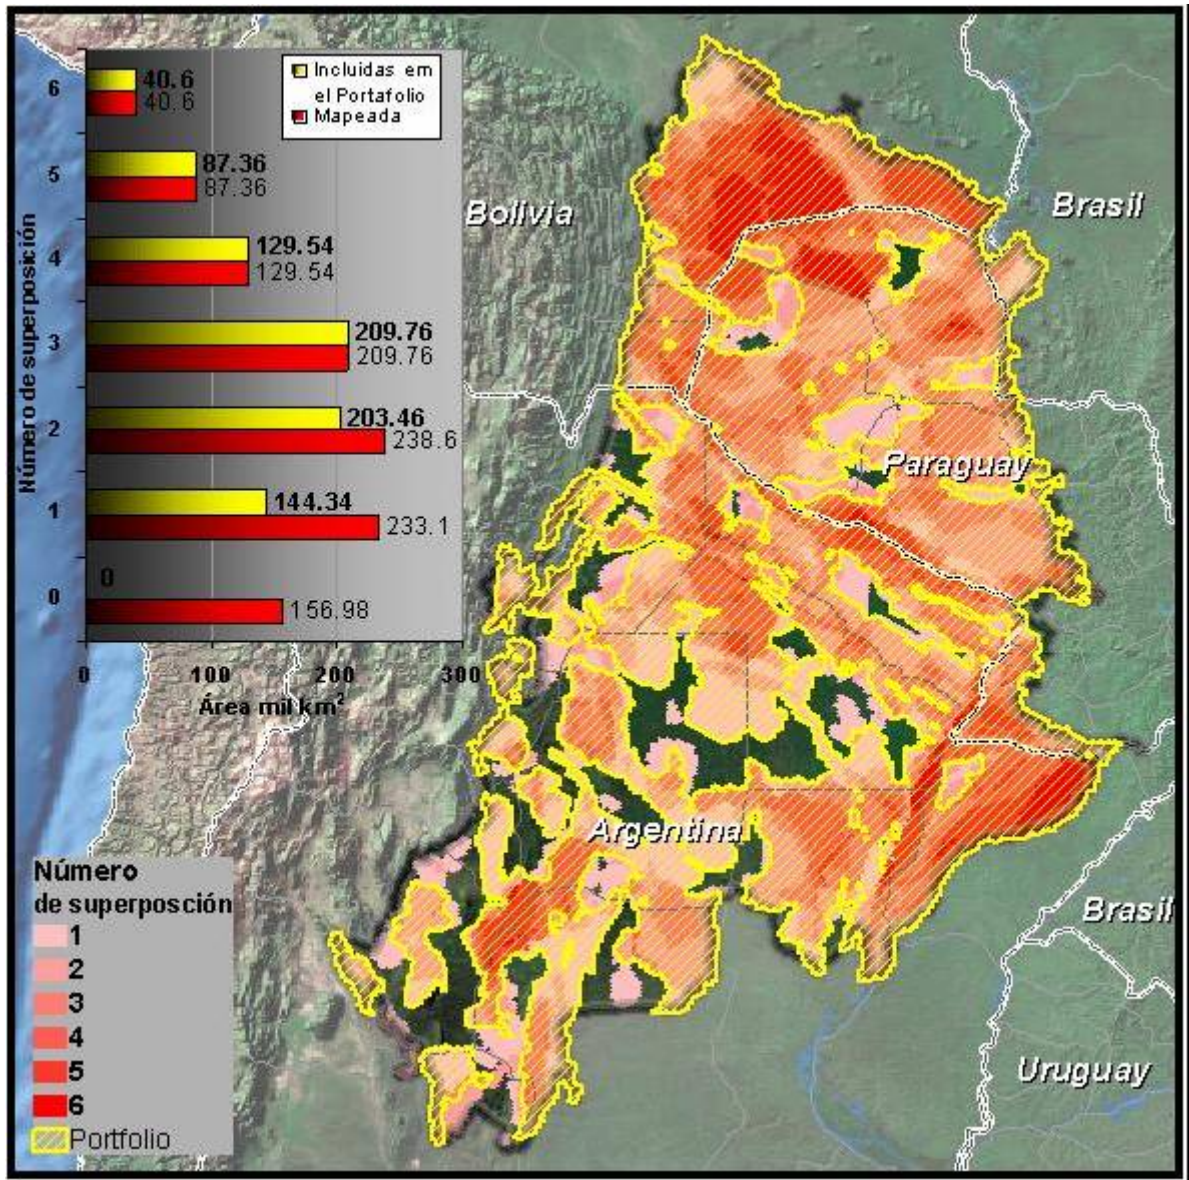 6
5
4
3
2
1
0
Número de superposición
40.6
40.6
87.36
87.36
129.54
129.54
209.76
209.76
203.46
238.6
144.34
233.1
0
156.98
0 100 200 300
Área mil km²
Incluidas em
el Portafolio
Mapeada
Bolivia
Brasil
Paraguay
Argentina
Brasil
Uruguay
Número
de superposción
1
2
3
4
5
6
Portfolio